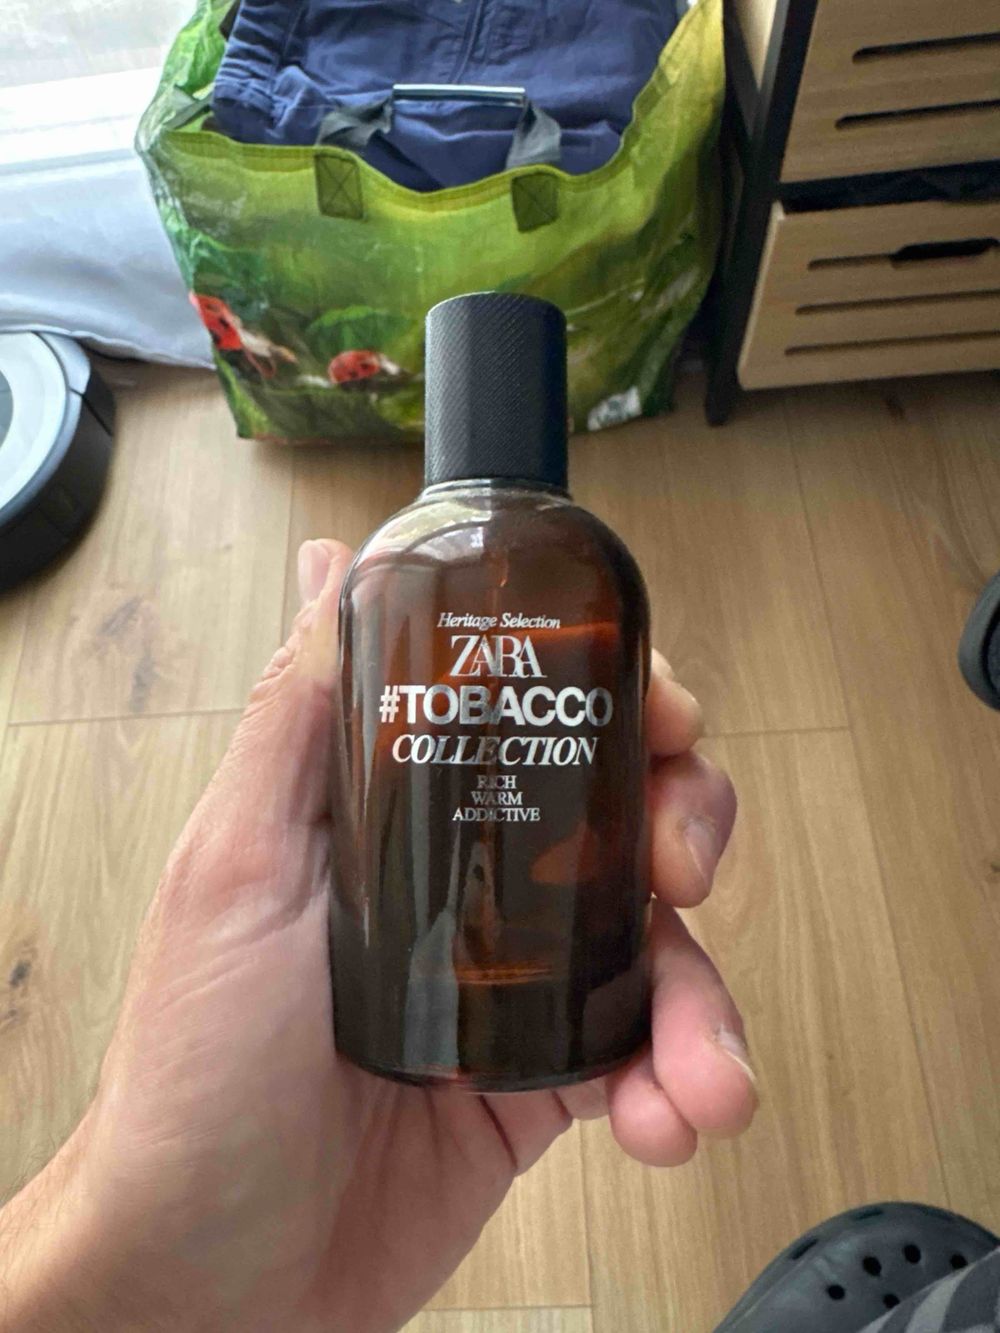 Heritage Selection
ZARA
#TOBACCO
COLLECTION
RICH
WARM
ADDICTIVE